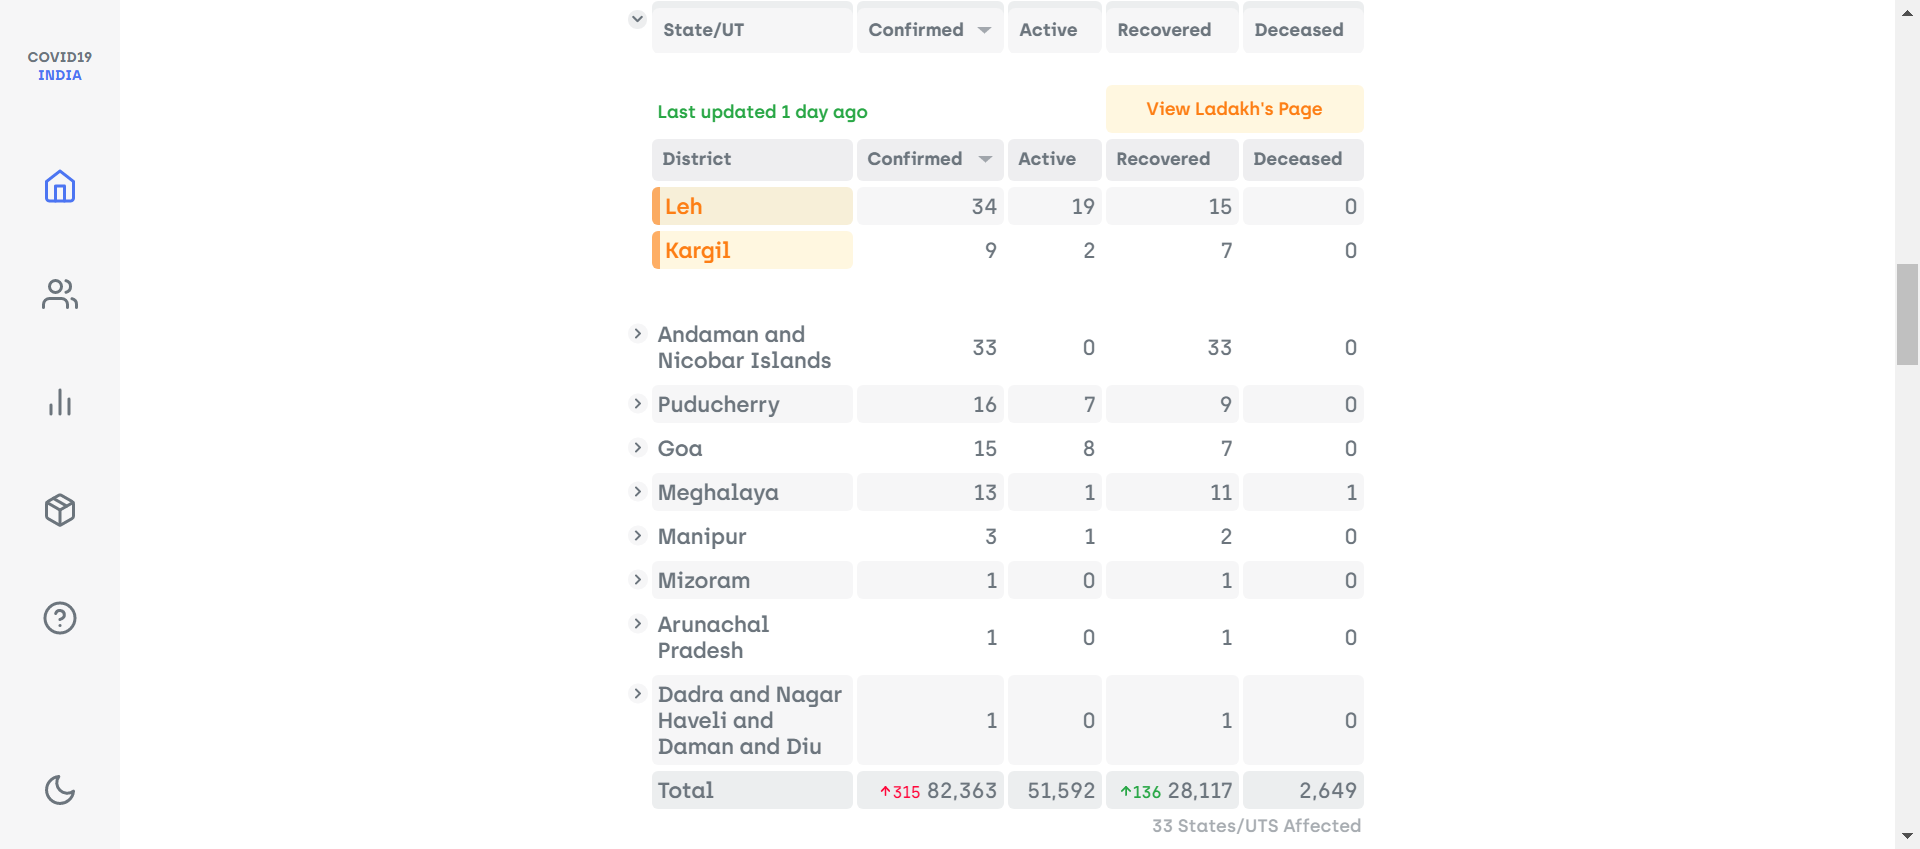 COVID19
INDIA
State/UT Confirmed Active Recovered Deceased
Last updated 1 day ago
View Ladakh's Page
District Confirmed Active Recovered Deceased
Leh 34 19 15 0
Kargil 9 2 7 0
Andaman and
Nicobar Islands 33 0 33 0
Puducherry 16 7 9 0
Goa 15 8 7 0
Meghalaya 13 1 11 1
Manipur 3 1 2 0
Mizoram 1 0 1 0
Arunachal
Pradesh 1 0 1 0
Dadra and Nagar
Haveli and 1 0 1 0
Daman and Diu
Total ↑315 82,363 51,592 ↑136 28,117 2,649
33 States/UTS Affected